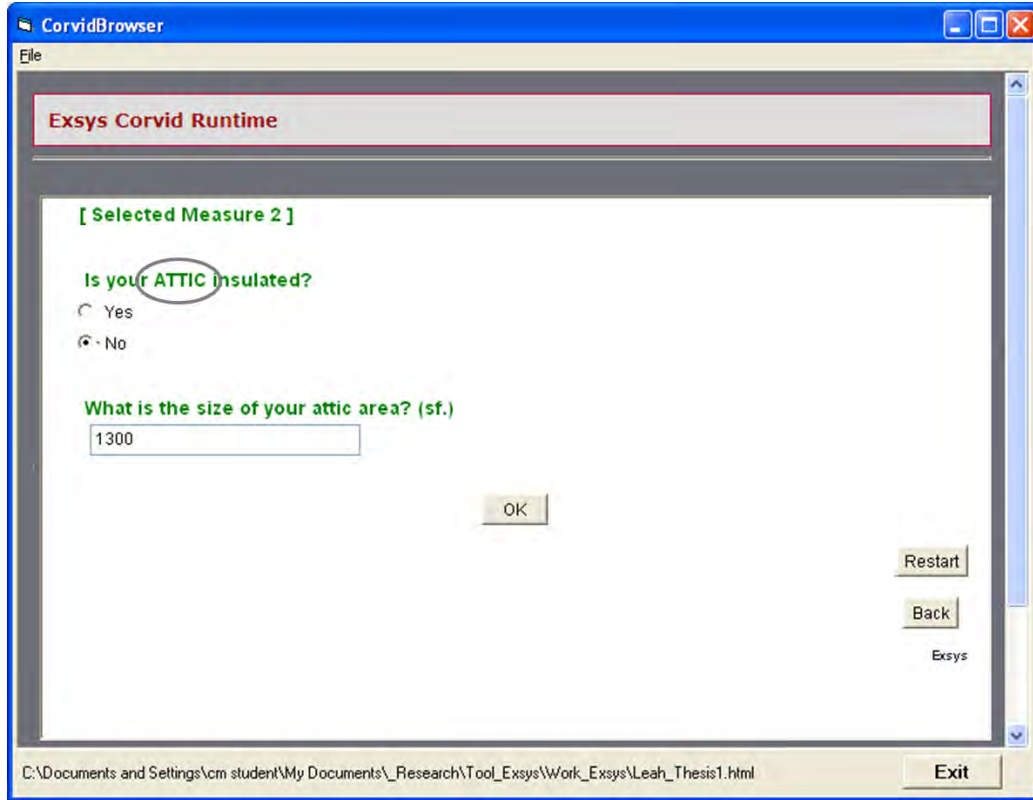 CorvidBrowser
File
Exsys Corvid Runtime
[ Selected Measure 2 ]
Is your ATTIC insulated?
Yes
No
What is the size of your attic area? (sf.)
1300
OK
Restart
Back
Exsys
C:\Documents and Settings\cm student\My Documents\_Research\Tool_Exsys\Work_Exsys\Leah_Thesis1.html
Exit